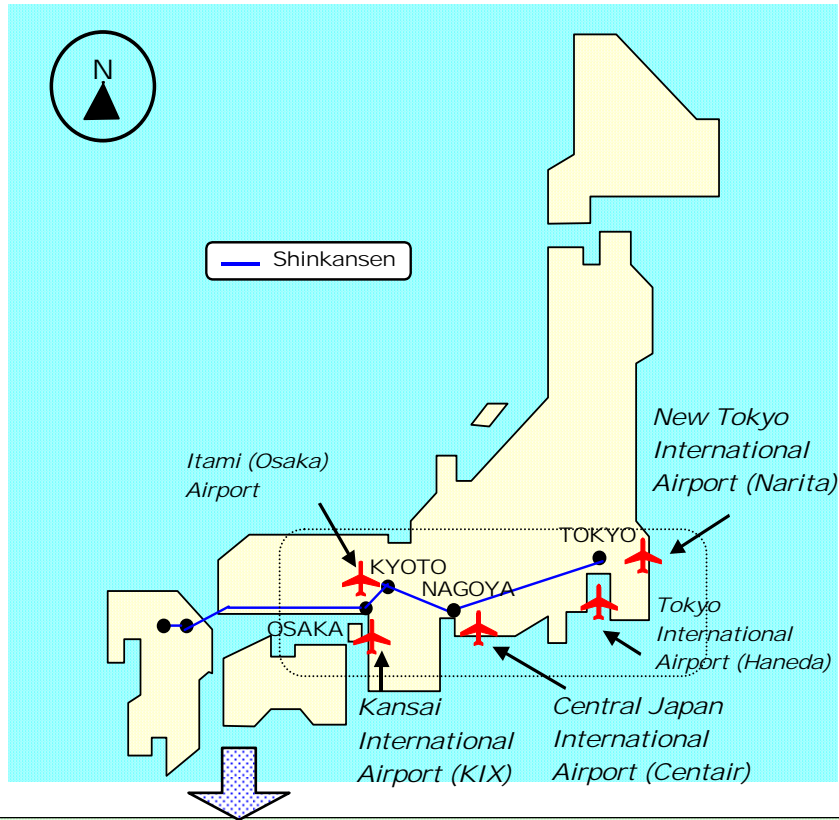 N
Shinkansen
New Tokyo
International
Airport (Narita)
Itami (Osaka)
Airport
TOKYO
KYOTO
NAGOYA
OSAKA
Tokyo
International
Airport (Haneda)
Kansai
International
Airport (KIX)
Central Japan
International
Airport (Centair)